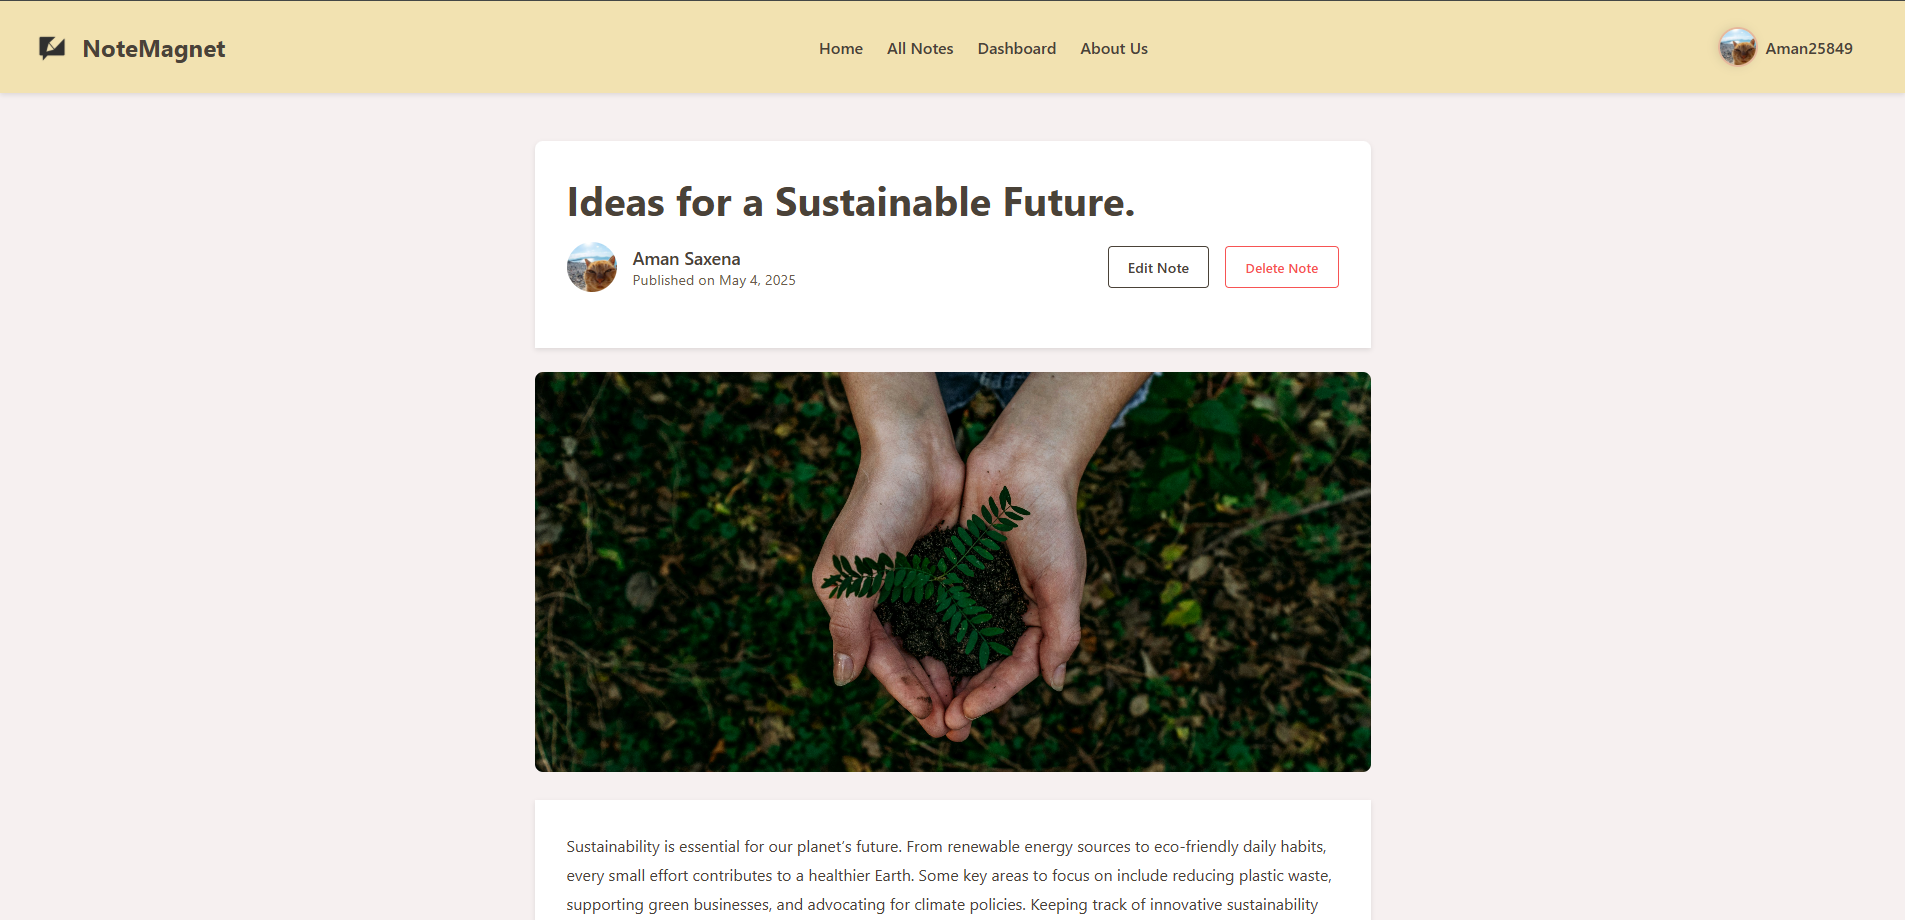 NoteMagnet
Home All Notes Dashboard About Us
Aman25849
Ideas for a Sustainable Future.
Aman Saxena
Published on May 4, 2025
Edit Note
Delete Note
Sustainability is essential for our planet’s future. From renewable energy sources to eco-friendly daily habits,
every small effort contributes to a healthier Earth. Some key areas to focus on include reducing plastic waste,
supporting green businesses, and advocating for climate policies. Keeping track of innovative sustainability